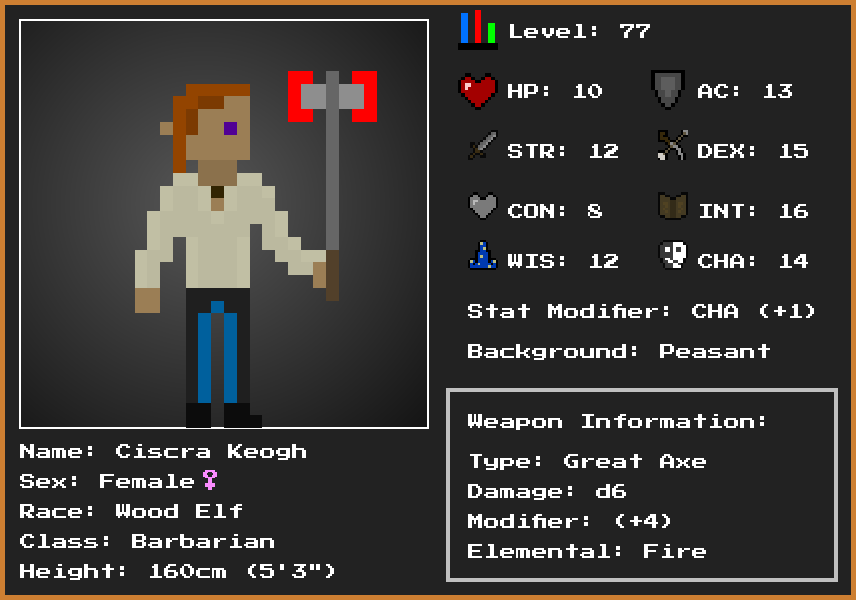 Level: 77
HP: 10 AC: 13
STR: 12 DEX: 15
CON: 8 INT: 16
WIS: 12 CHA: 14
Stat Modifier: CHA (+1)
Background: Peasant
Weapon Information:
Type: Great Axe
Damage: d6
Modifier: (+4)
Elemental: Fire
Name: Ciscra Keogh
Sex: Female♀
Race: Wood Elf
Class: Barbarian
Height: 160cm (5'3")